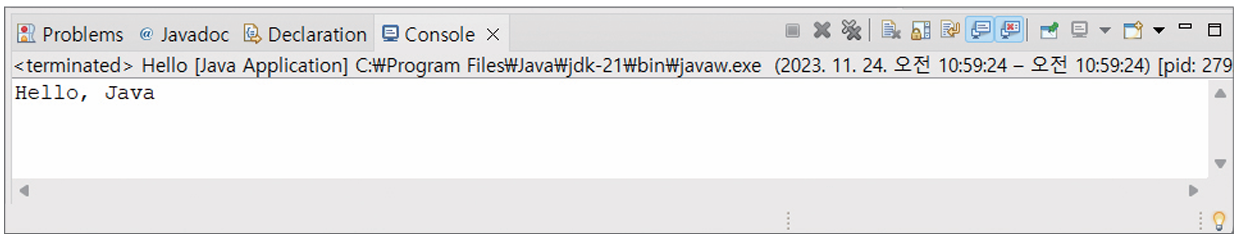 Problems @ Javadoc Declaration Console
<terminated> Hello [Java Application] C:₩Program Files₩Java₩jdk-21₩bin₩javaw.exe (2023. 11. 24. 오전 10:59:24 – 오전 10:59:24) [pid: 279
Hello, Java